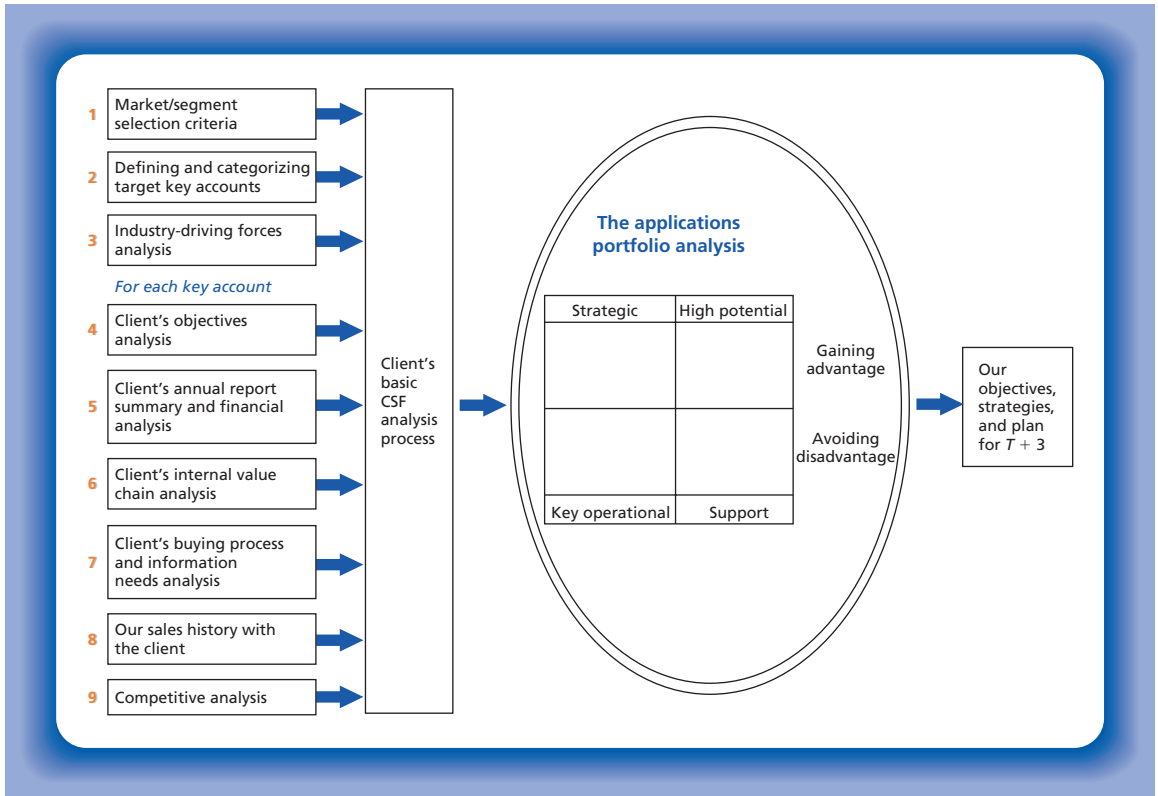 1
Market/segment
selection criteria
2
Defining and categorizing
target key accounts
3
Industry-driving forces
analysis
For each key account
4
Client's objectives
analysis
5
Client's annual report
summary and financial
analysis
6
Client's internal value
chain analysis
7
Client's buying process
and information
needs analysis
8
Our sales history with
the client
9
Competitive analysis
Client's
basic
CSF
analysis
process
The applications
portfolio analysis
Strategic
High potential
Gaining
advantage
Avoiding
disadvantage
Key operational
Support
Our
objectives,
strategies,
and plan
for T + 3